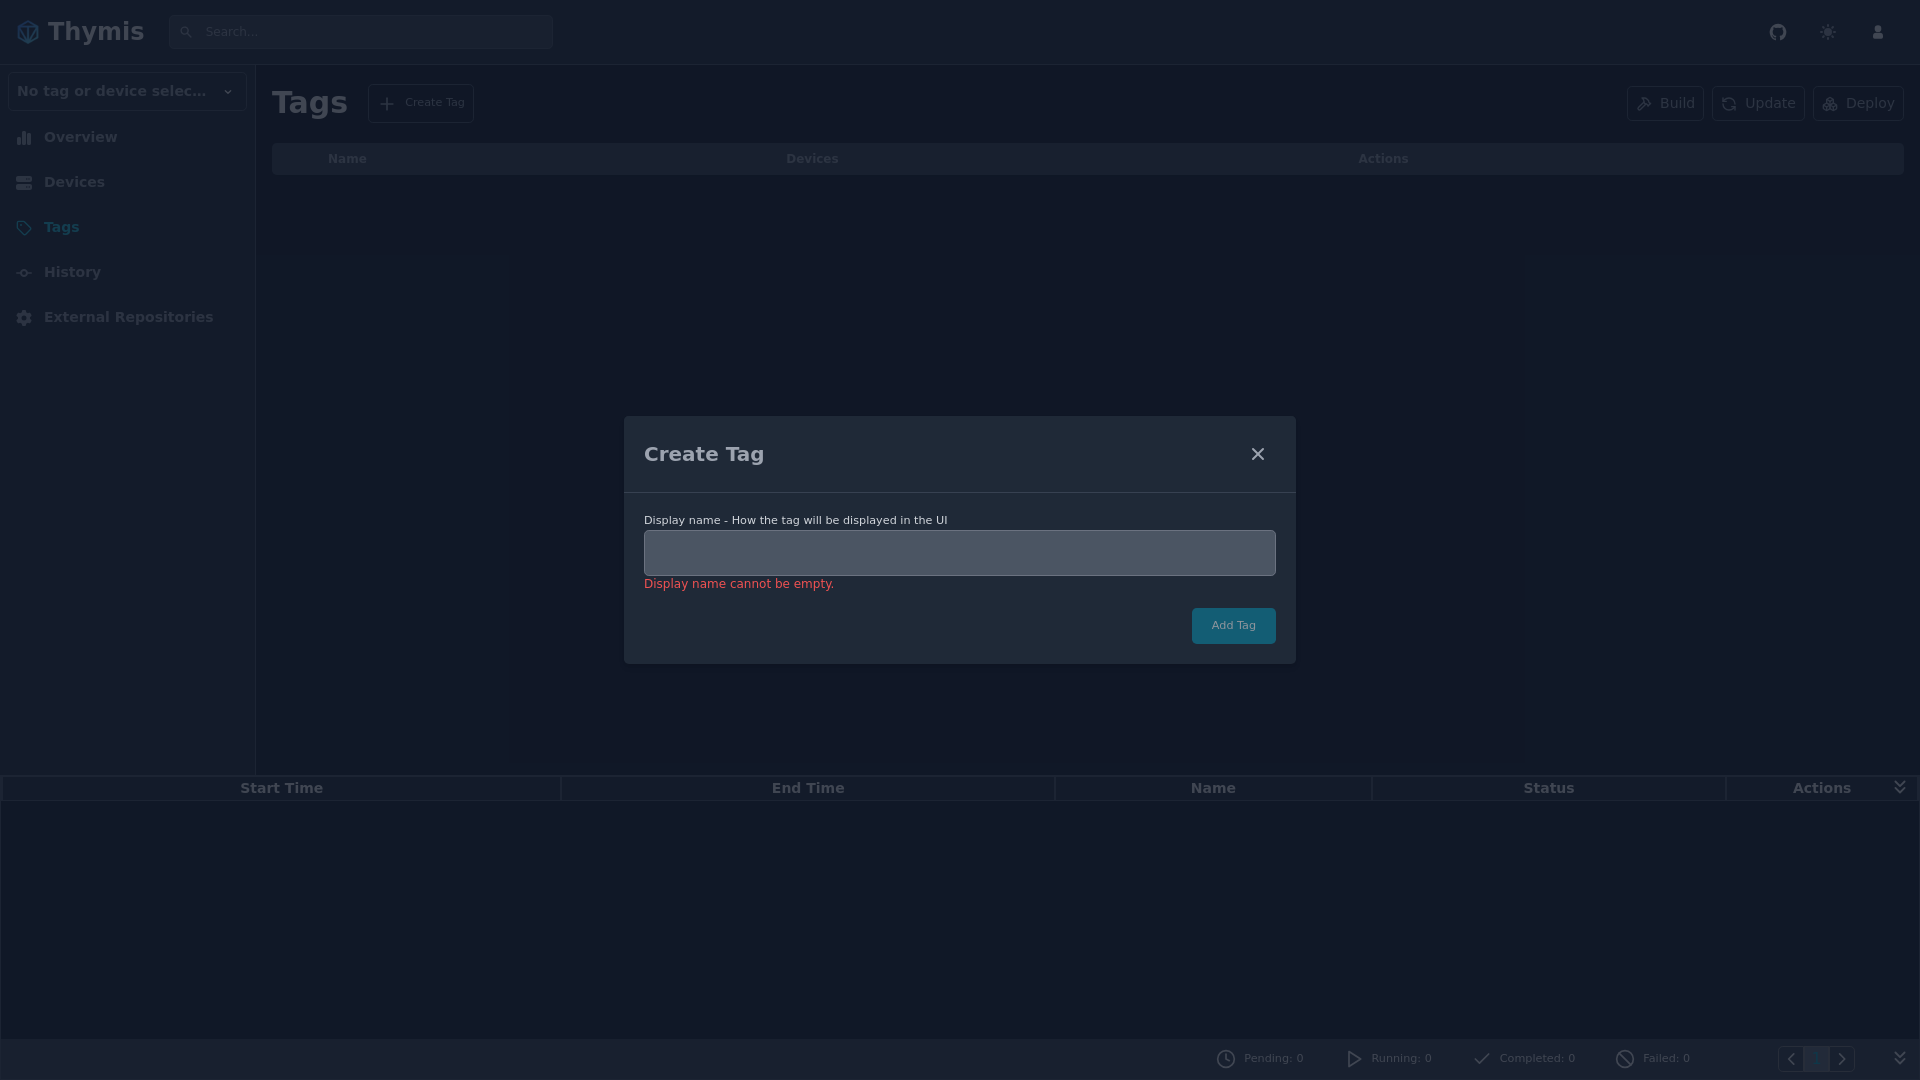 Thymis
Search...
No tag or device selec...
Overview
Devices
Tags
History
External Repositories
Tags
Create Tag
Build
Update
Deploy
Name
Devices
Actions
Create Tag
Display name - How the tag will be displayed in the UI
Display name cannot be empty.
Add Tag
Start Time
End Time
Name
Status
Actions
Pending: 0
Running: 0
Completed: 0
Failed: 0